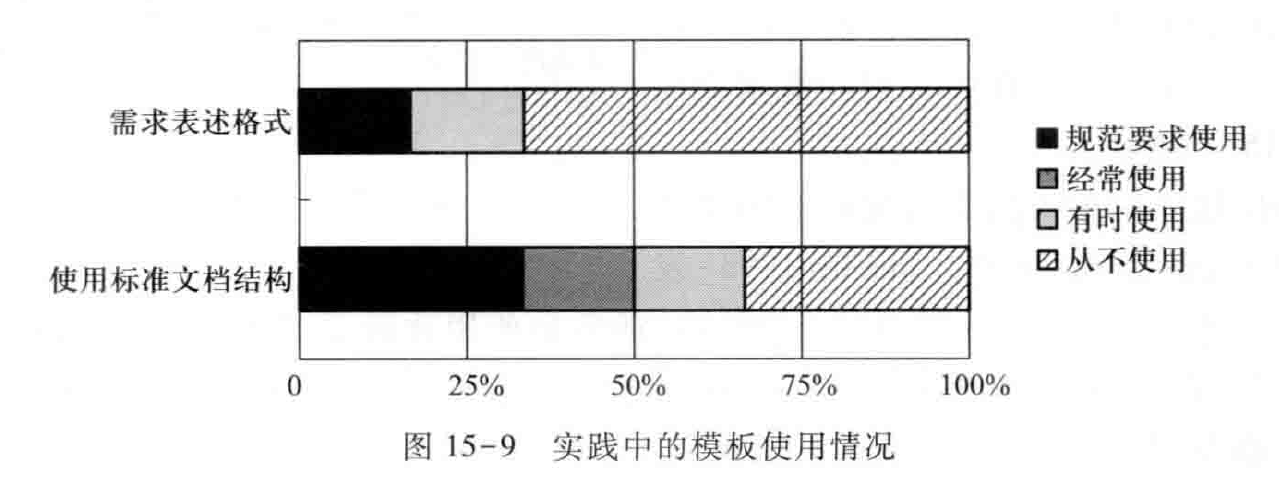 需求表述格式
使用标准文档结构
规范要求使用
经常使用
有时使用
从不使用
0 25% 50% 75% 100%
图 15-9 实践中的模板使用情况